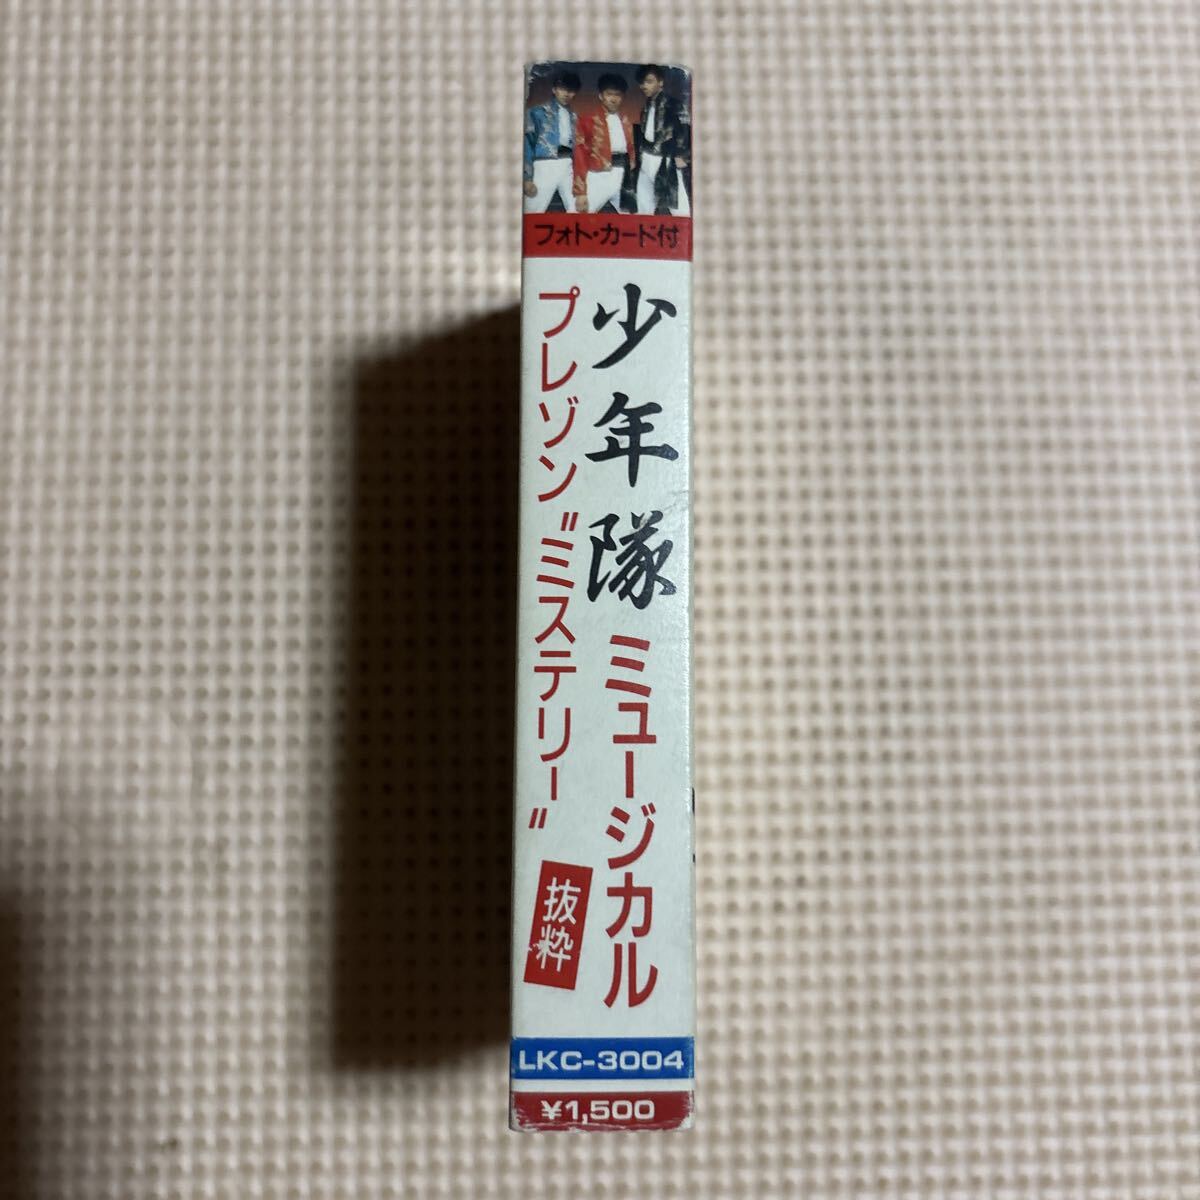 フォト・カード付
少年隊 ミュージカル
プレゾン"ミステリー"
抜粋
LKC-3004
¥1,500